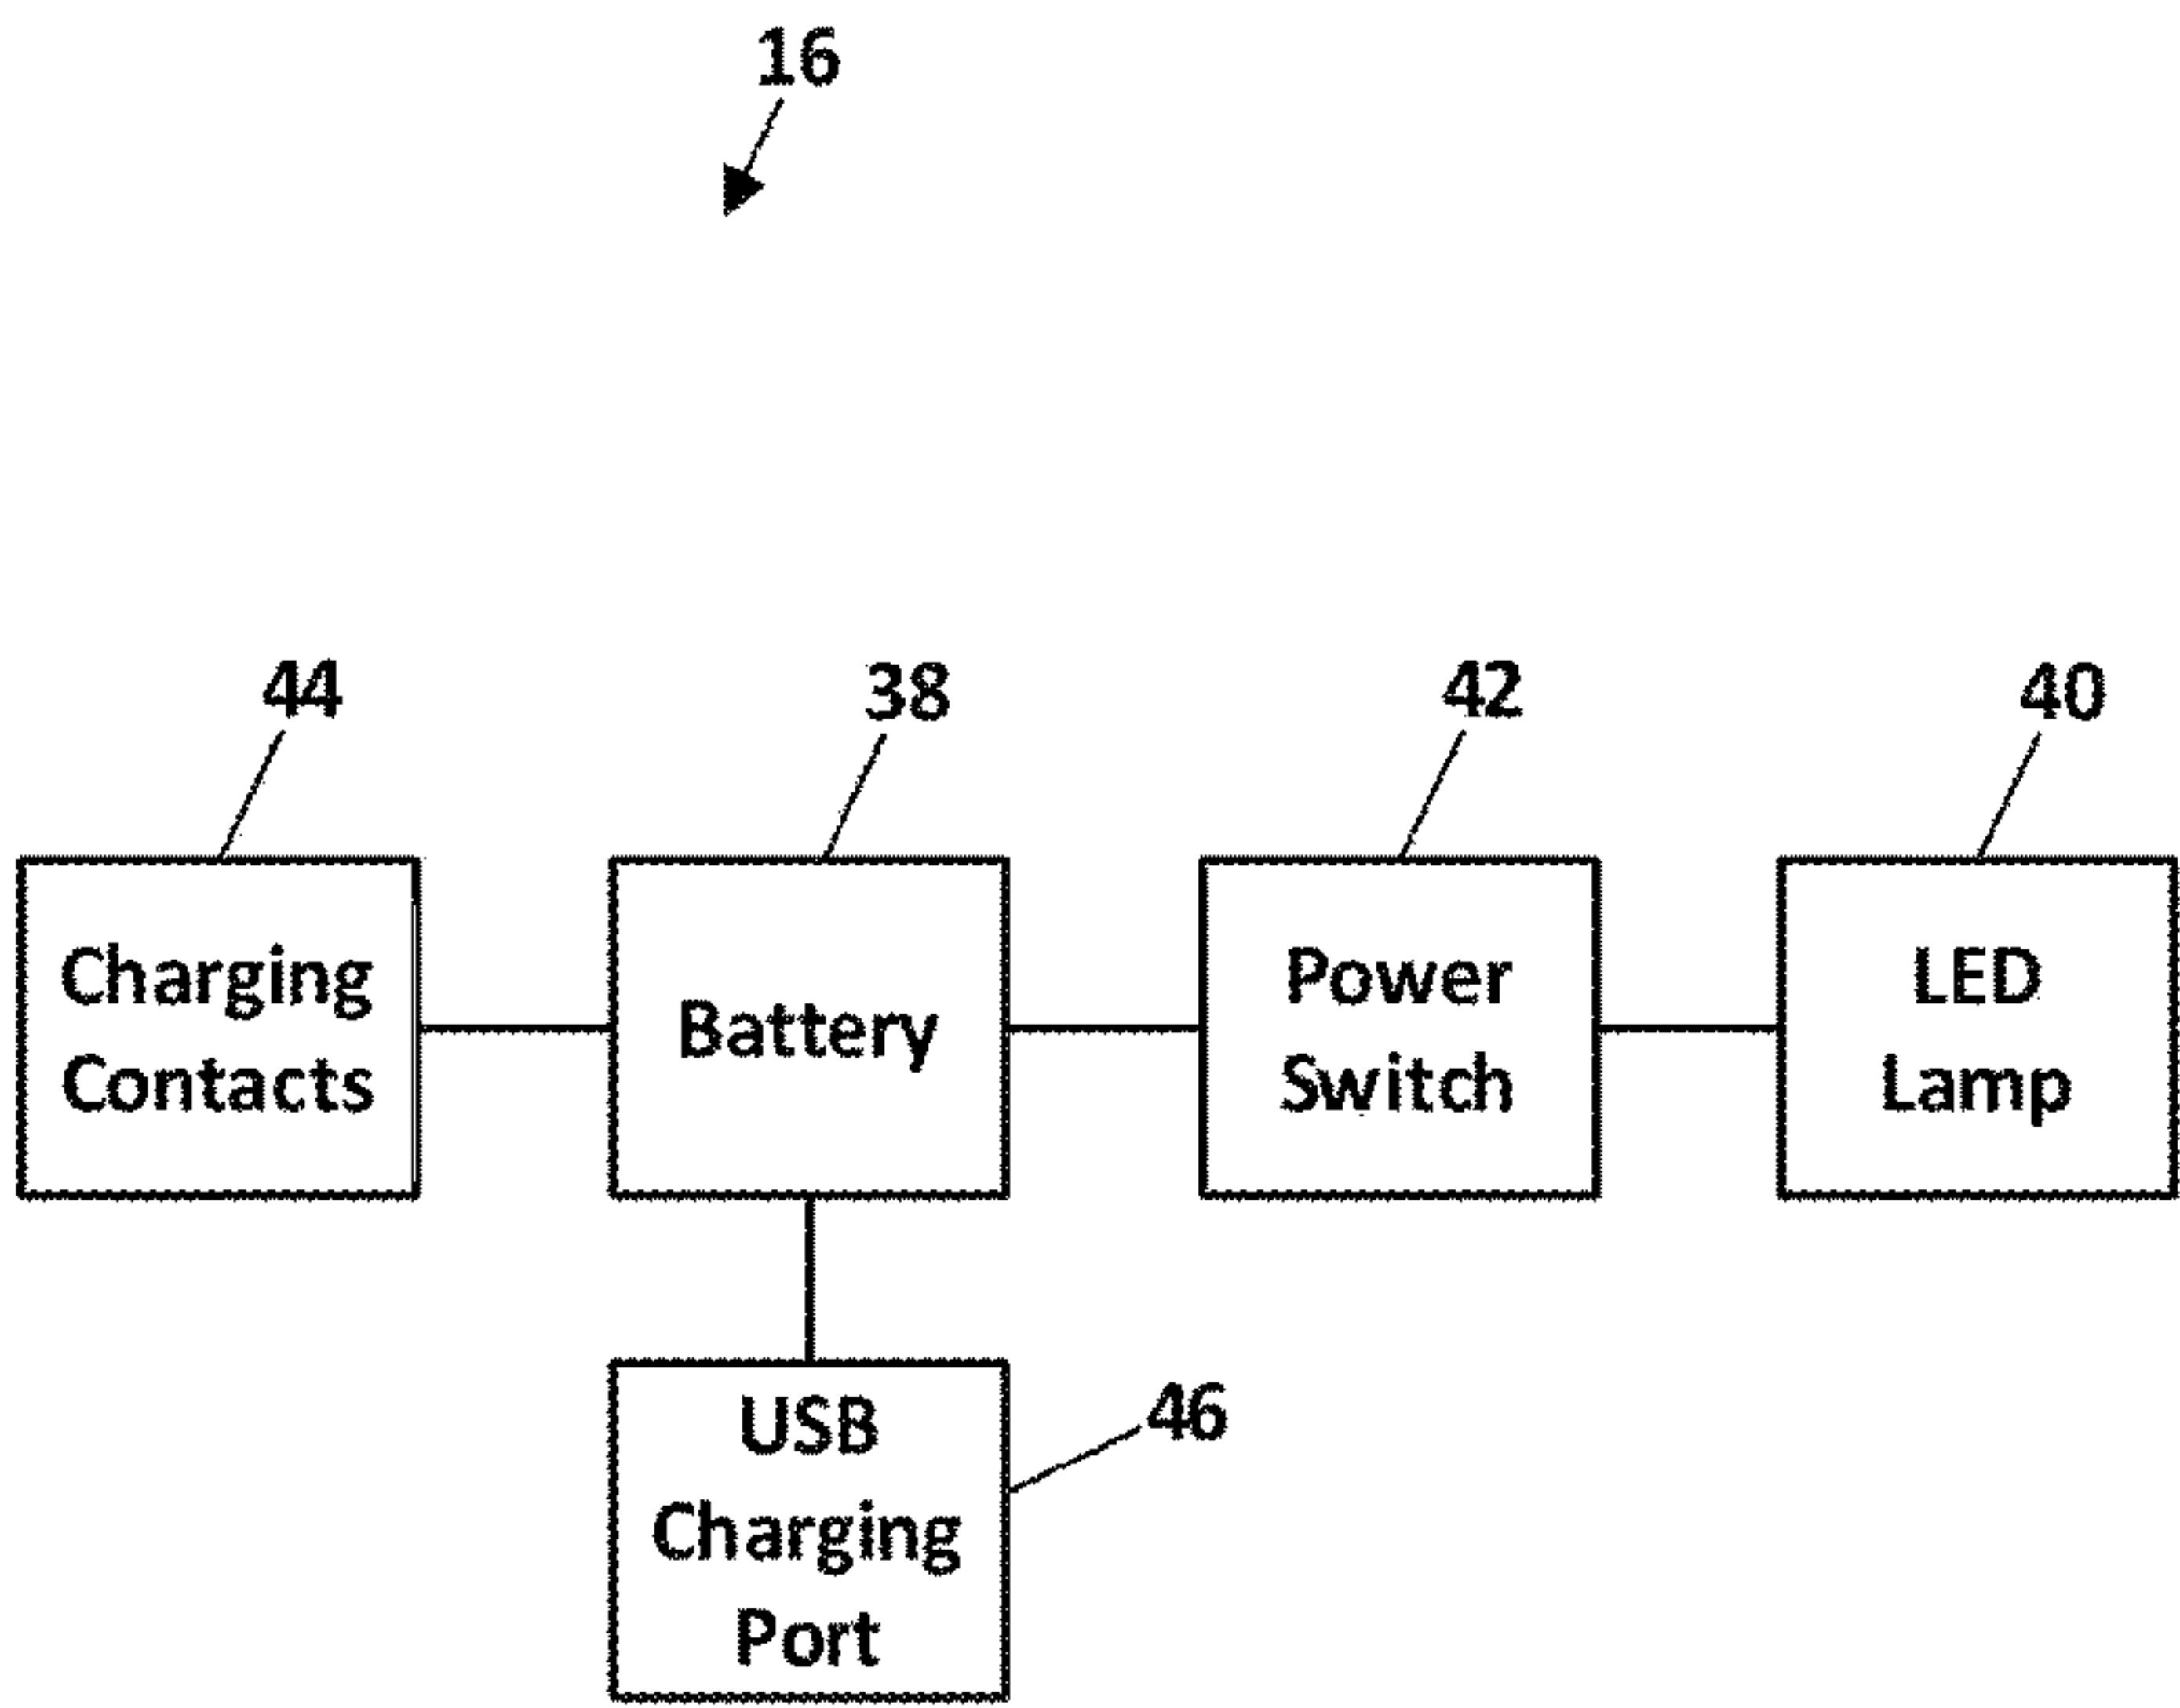 16
44
38
42
40
Charging
Contacts
Battery
Power
Switch
LED
Lamp
USB
Charging
Port
46